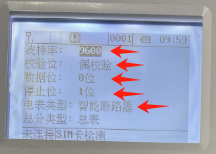 0001 09:59
波特率: 9600
校验位: 偶校验
数据位: 8位
停止位: 1位
电表类型: 智能断路器
总分类型: 总表
未连接SIM卡检测